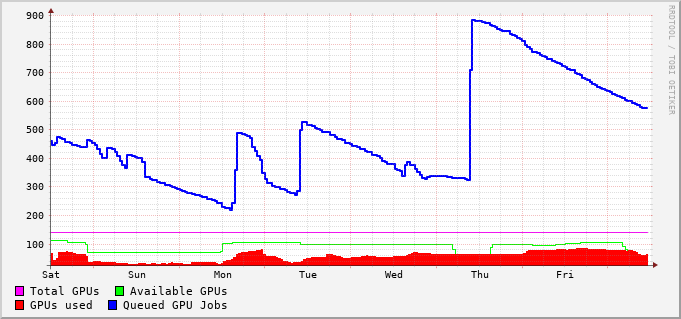 900
800
700
600
500
400
300
200
100
Sat Sun Mon Tue Wed Thu Fri
Total GPUs Available GPUs
GPUs used Queued GPU Jobs
RRDTOOL / TOBI OETIKER